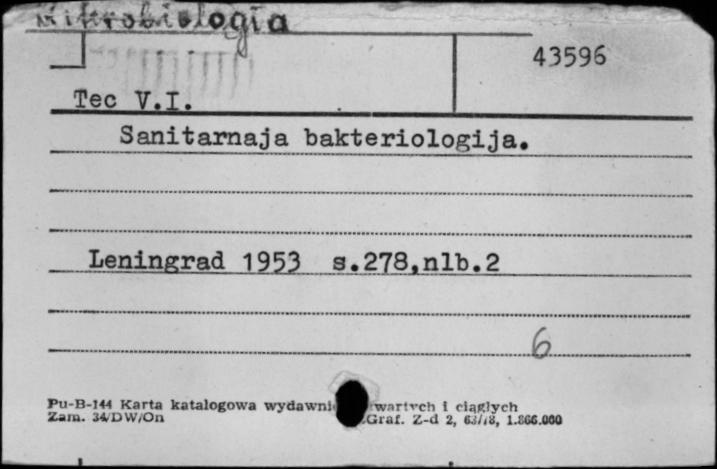 Mikrobiologia
43596
Tec V.I.
Sanitarnaja bakteriologija.
Leningrad 1953 s.278,nlb.2
6
Pu-B-144 Karta katalogowa wydawni wartych i ciągłych
Zam. 34/DW/On Graf. Z-d 2, 63/78, 1.866.000